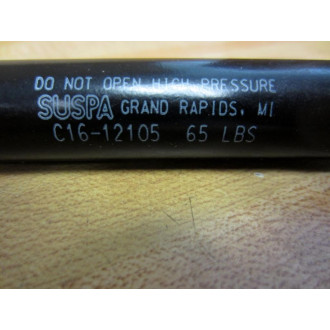 DO NOT OPEN HIGH PRESSURE
SUSPA GRAND RAPIDS, MI
C16-12105 65 LBS